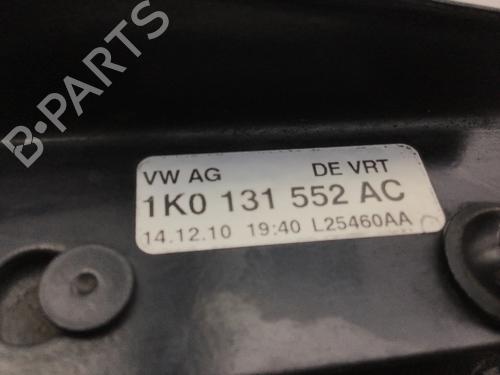 B-PARTS
VW AG DE VRT
1K0 131 552 AC
14.12.10 19:40 L25460AA